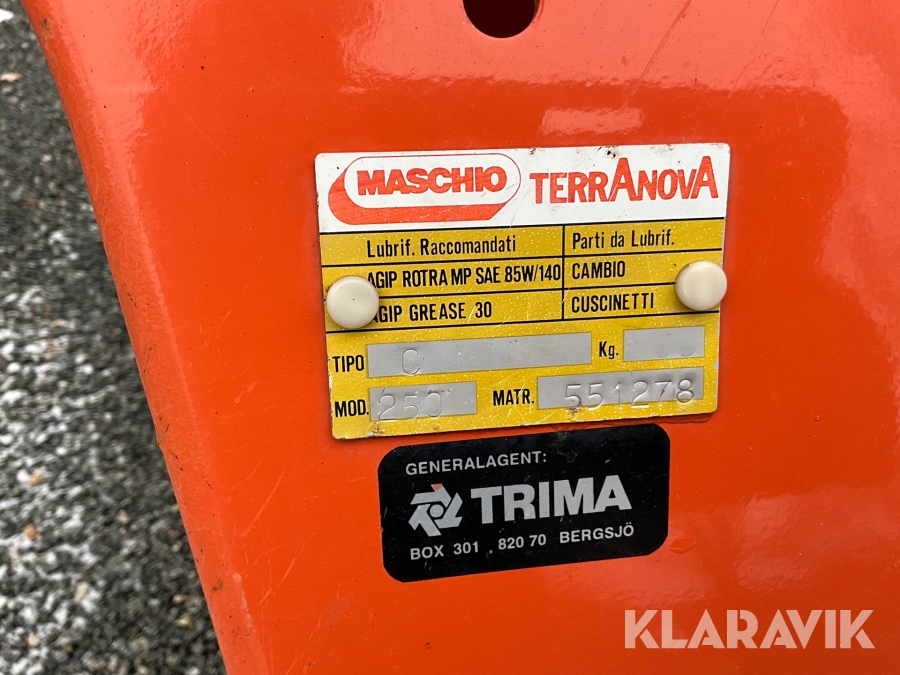 MASCHIO TERRANOVA
Lubrif. Raccomandati Parti da Lubrif.
AGIP ROTRA MP SAE 85W/140 CAMBIO
AGIP GREASE 30 CUSCINETTI
TIPO C Kg.
MOD. 250 MATR. 551278
GENERALAGENT:
TRIMA
BOX 301 , 820 70 BERGSJÖ
KLARAVIK